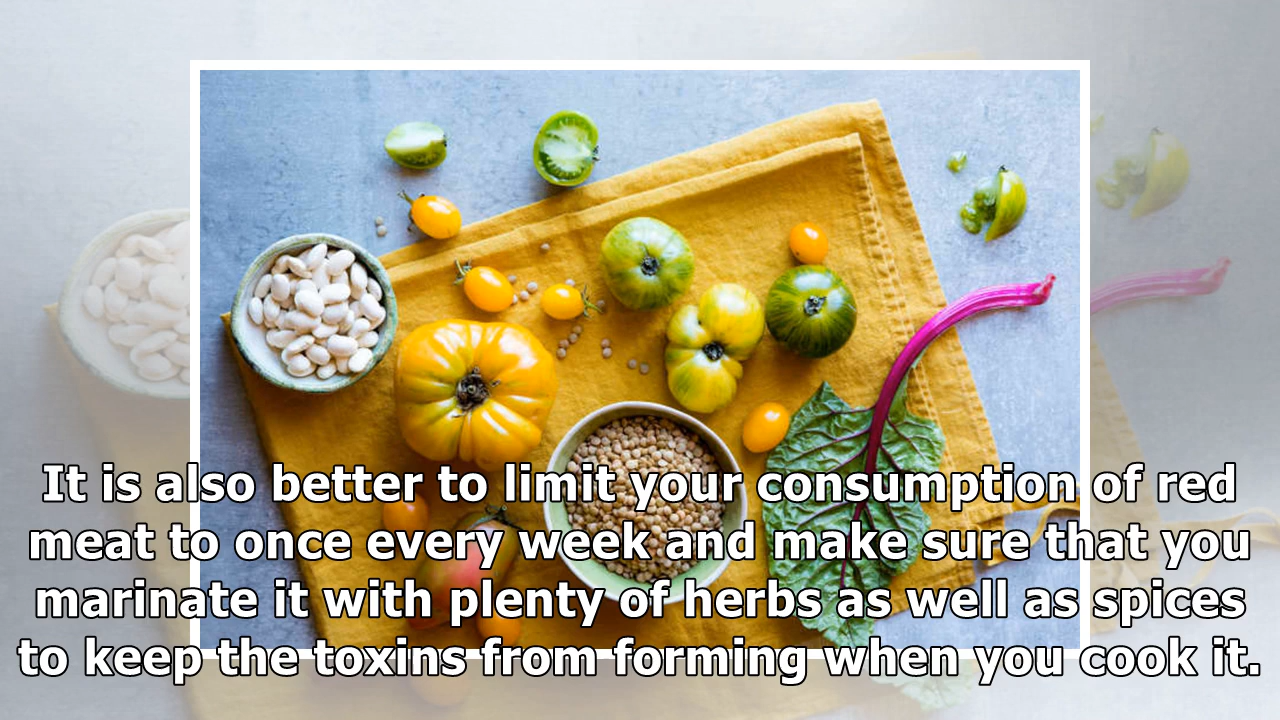 It is also better to limit your consumption of red
meat to once every week and make sure that you
marinate it with plenty of herbs as well as spices
to keep the toxins from forming when you cook it.